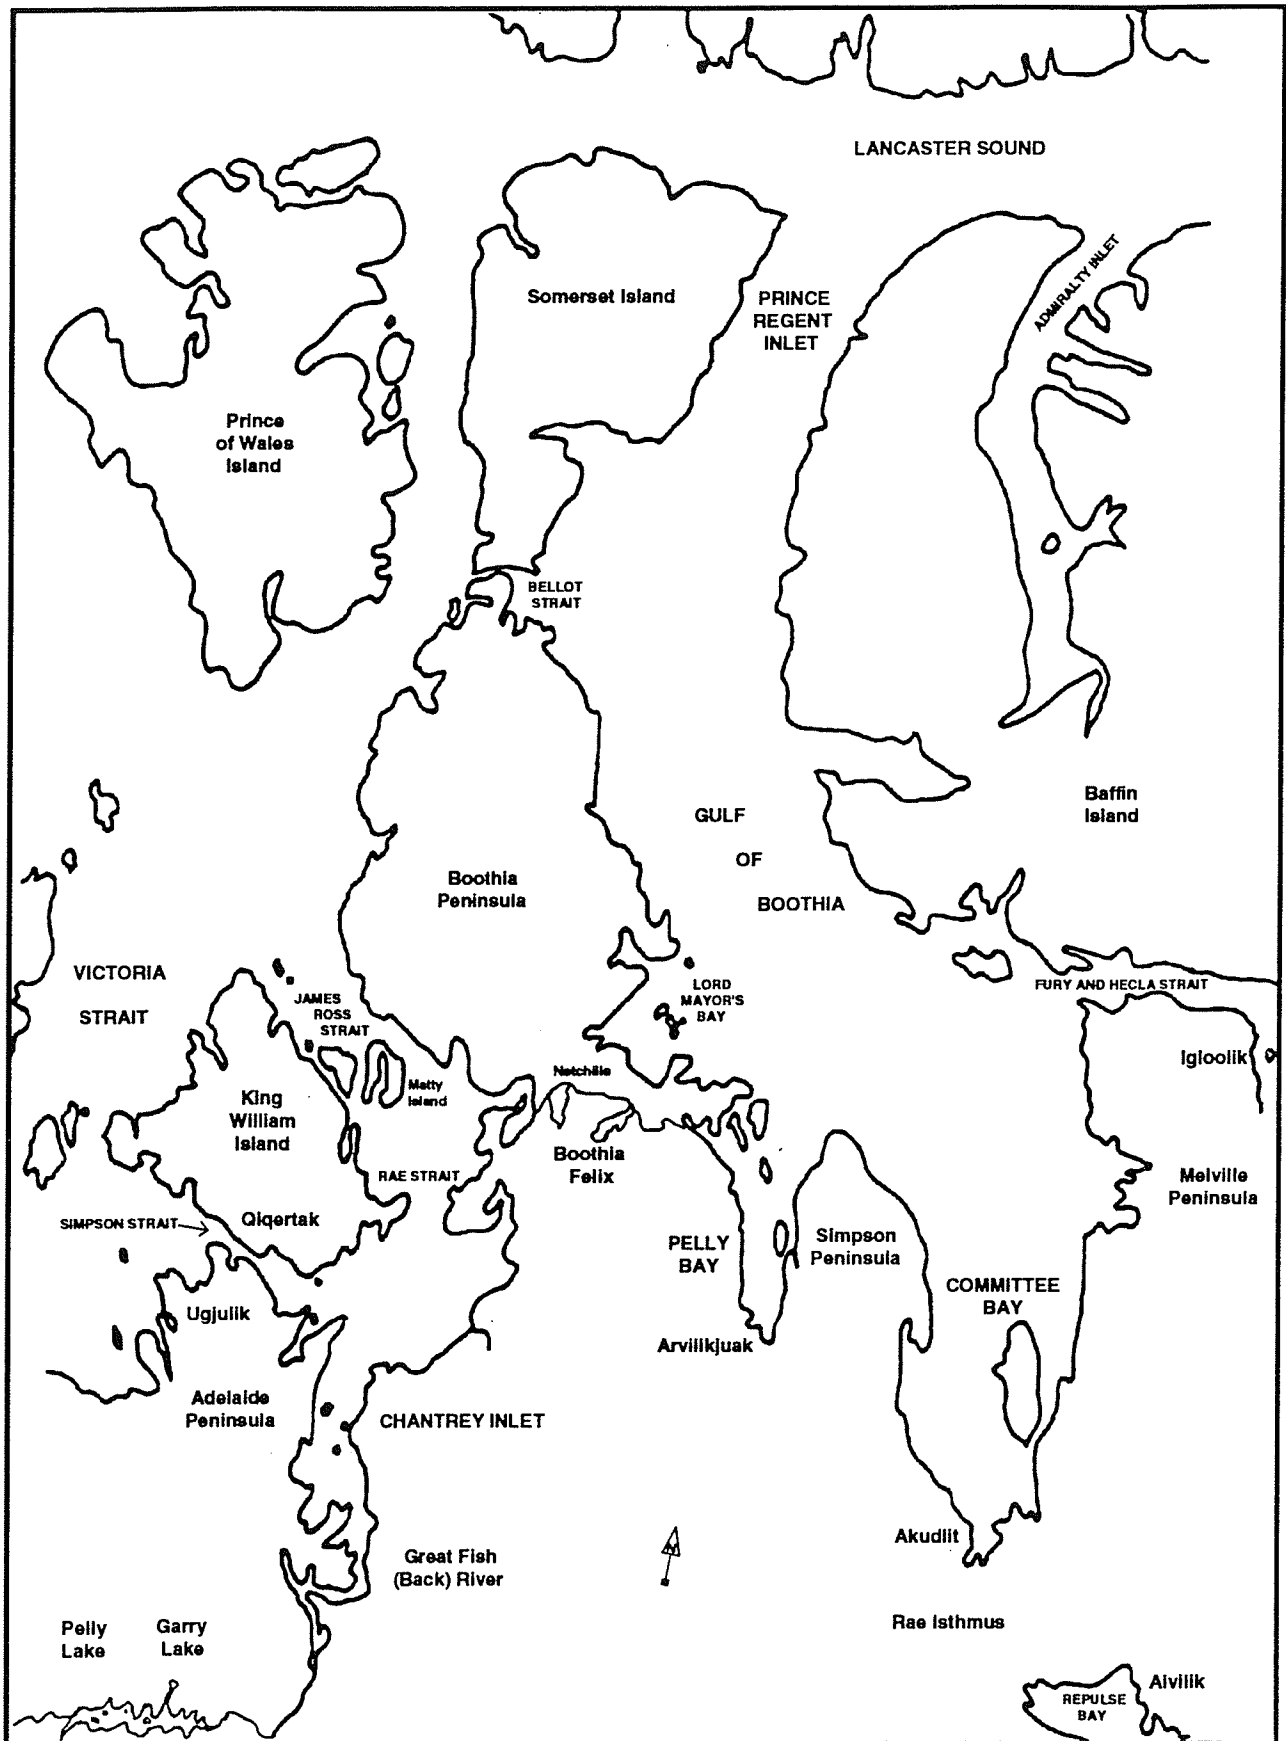 LANCASTER SOUND
ADMIRALTY INLET
Somerset Island
PRINCE
REGENT
INLET
Prince
of Wales
Island
BELLOT
STRAIT
Baffin
Island
GULF
OF
BOOTHIA
Boothia
Peninsula
VICTORIA
STRAIT
JAMES
ROSS
STRAIT
LORD
MAYOR'S
BAY
FURY AND HECLA STRAIT
Igloolik
Netchilie
Matty
Island
King
William
Island
Boothia
Felix
RAE STRAIT
Melville
Peninsula
SIMPSON STRAIT
Qiqertak
PELLY
BAY
Simpson
Peninsula
COMMITTEE
BAY
Ugjulik
Arvilikjuak
Adelaide
Peninsula
CHANTREY INLET
Akudlit
N
Great Fish
(Back) River
Rae Isthmus
Pelly
Lake
Garry
Lake
Aivilik
REPULSE
BAY